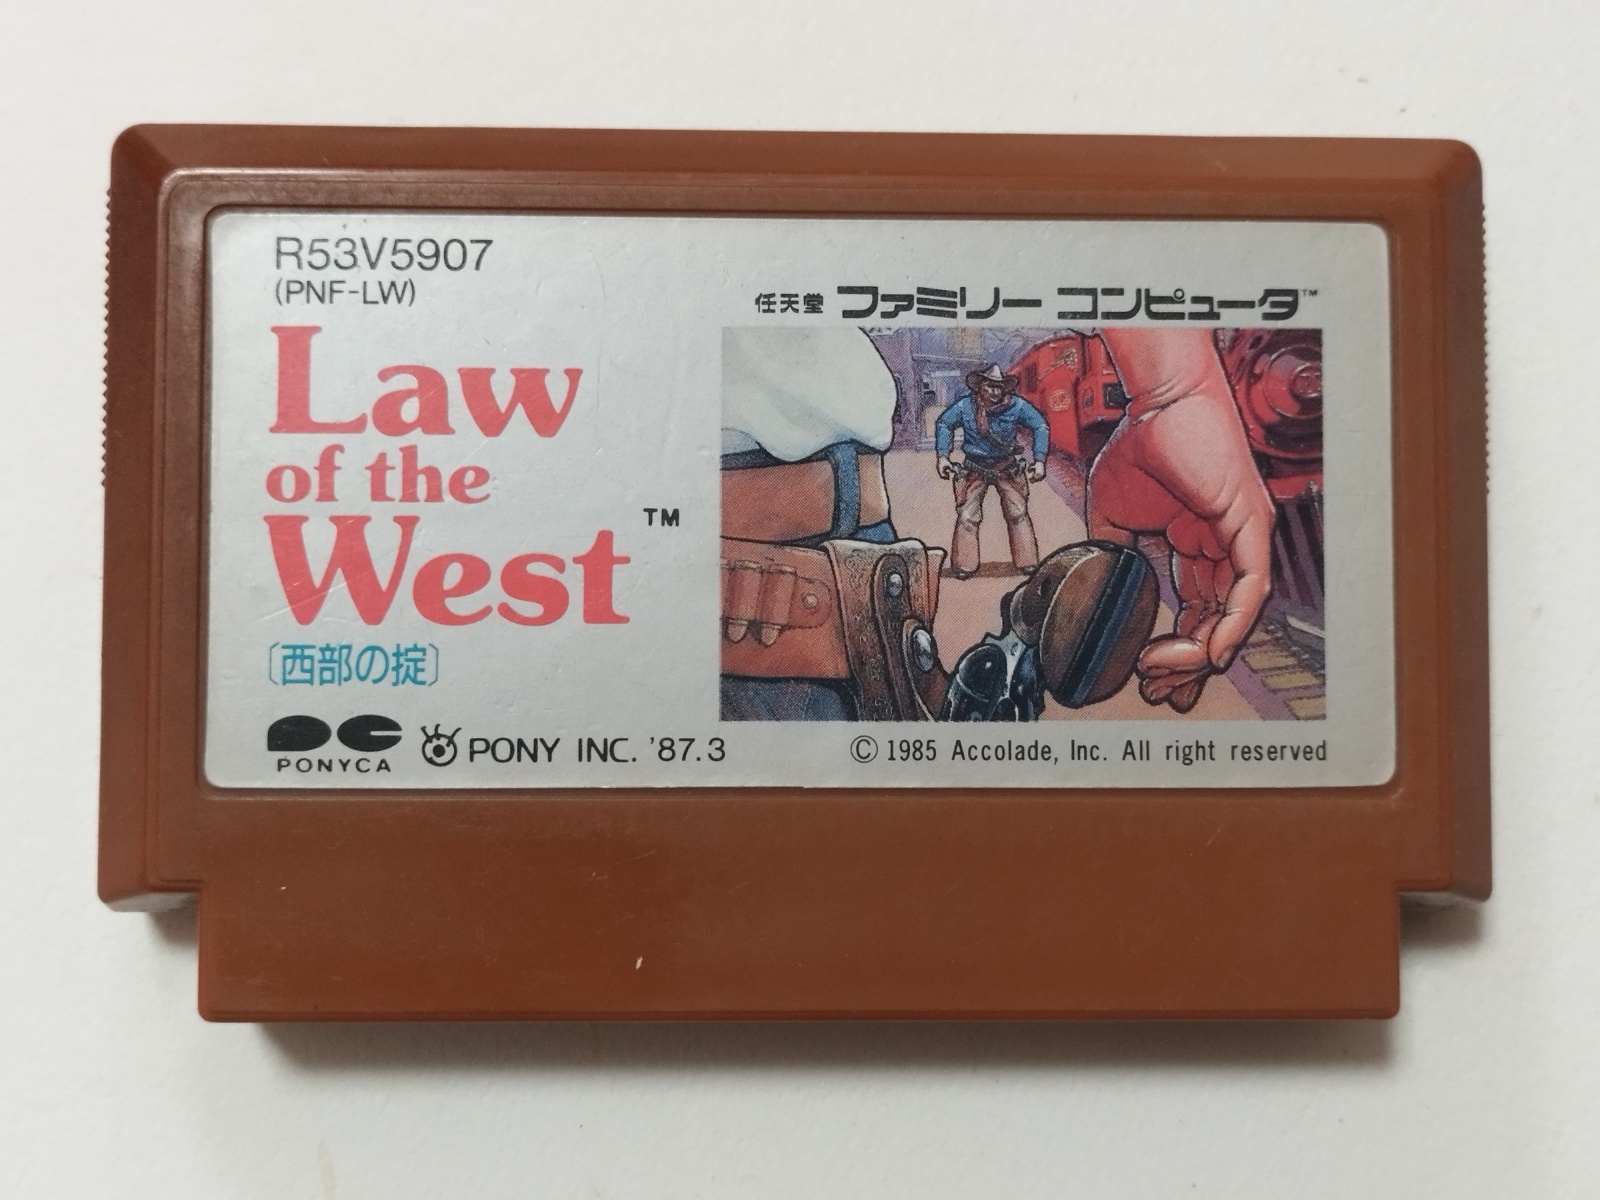 R53V5907
(PNF-LW)
Law
of the
West™
〔西部の掟〕
任天堂 ファミリー コンピュータ™
PONYCA PONY INC. '87.3
© 1985 Accolade, Inc. All right reserved